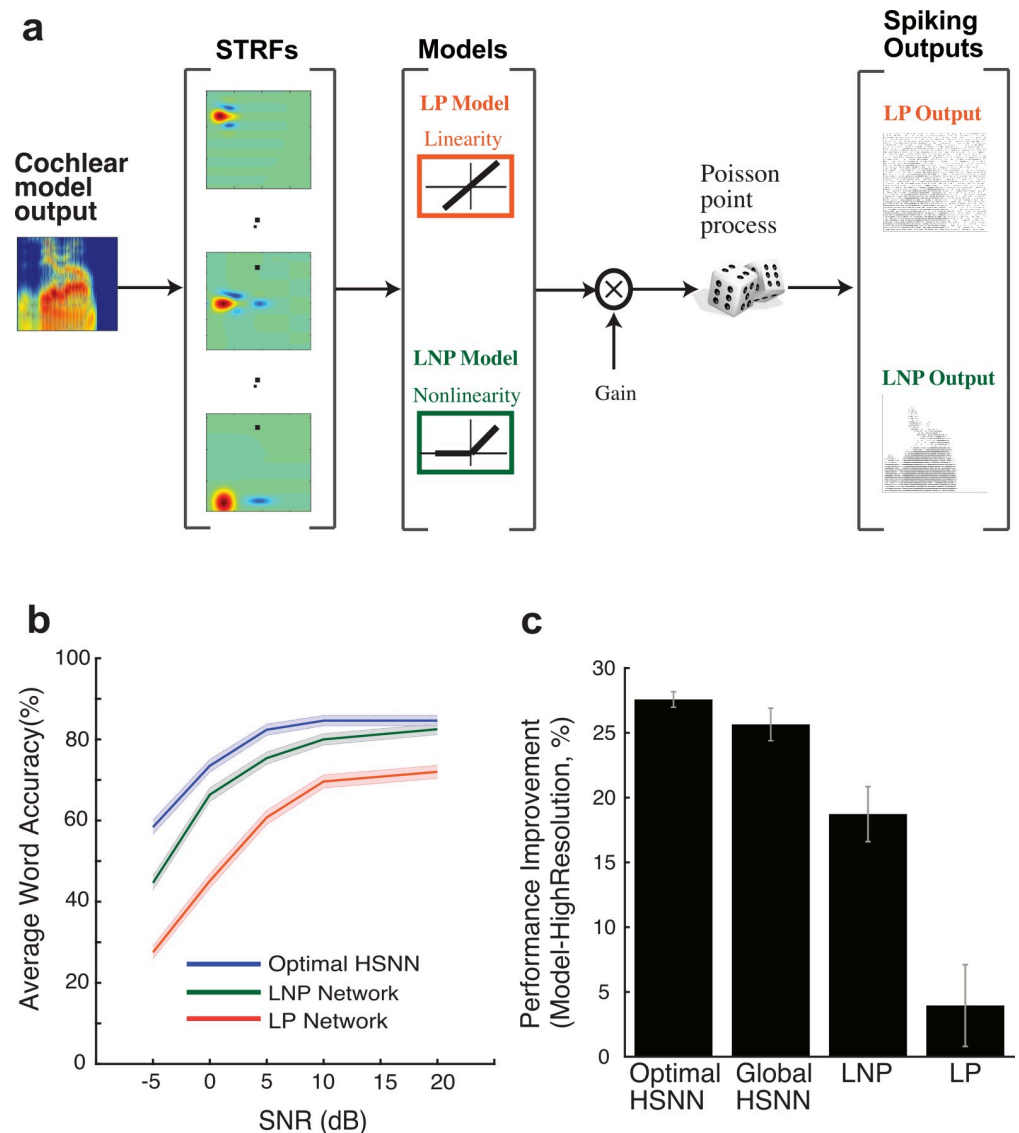 a
STRFs
Models
Spiking
Outputs
LP Model
Linearity
LP Output
Cochlear
model
output
Poisson
point
process
LNP Model
Nonlinearity
Gain
LNP Output
b
Average Word Accuracy(%)
100
80
60
40
20
0
-5
0
5
10
20
SNR (dB)
Optimal HSNN
LNP Network
LP Network
c
Performance Improvement
(Model-HighResolution, %)
30
25
20
15
10
5
0
Optimal
HSNN
Global
HSNN
LNP
LP